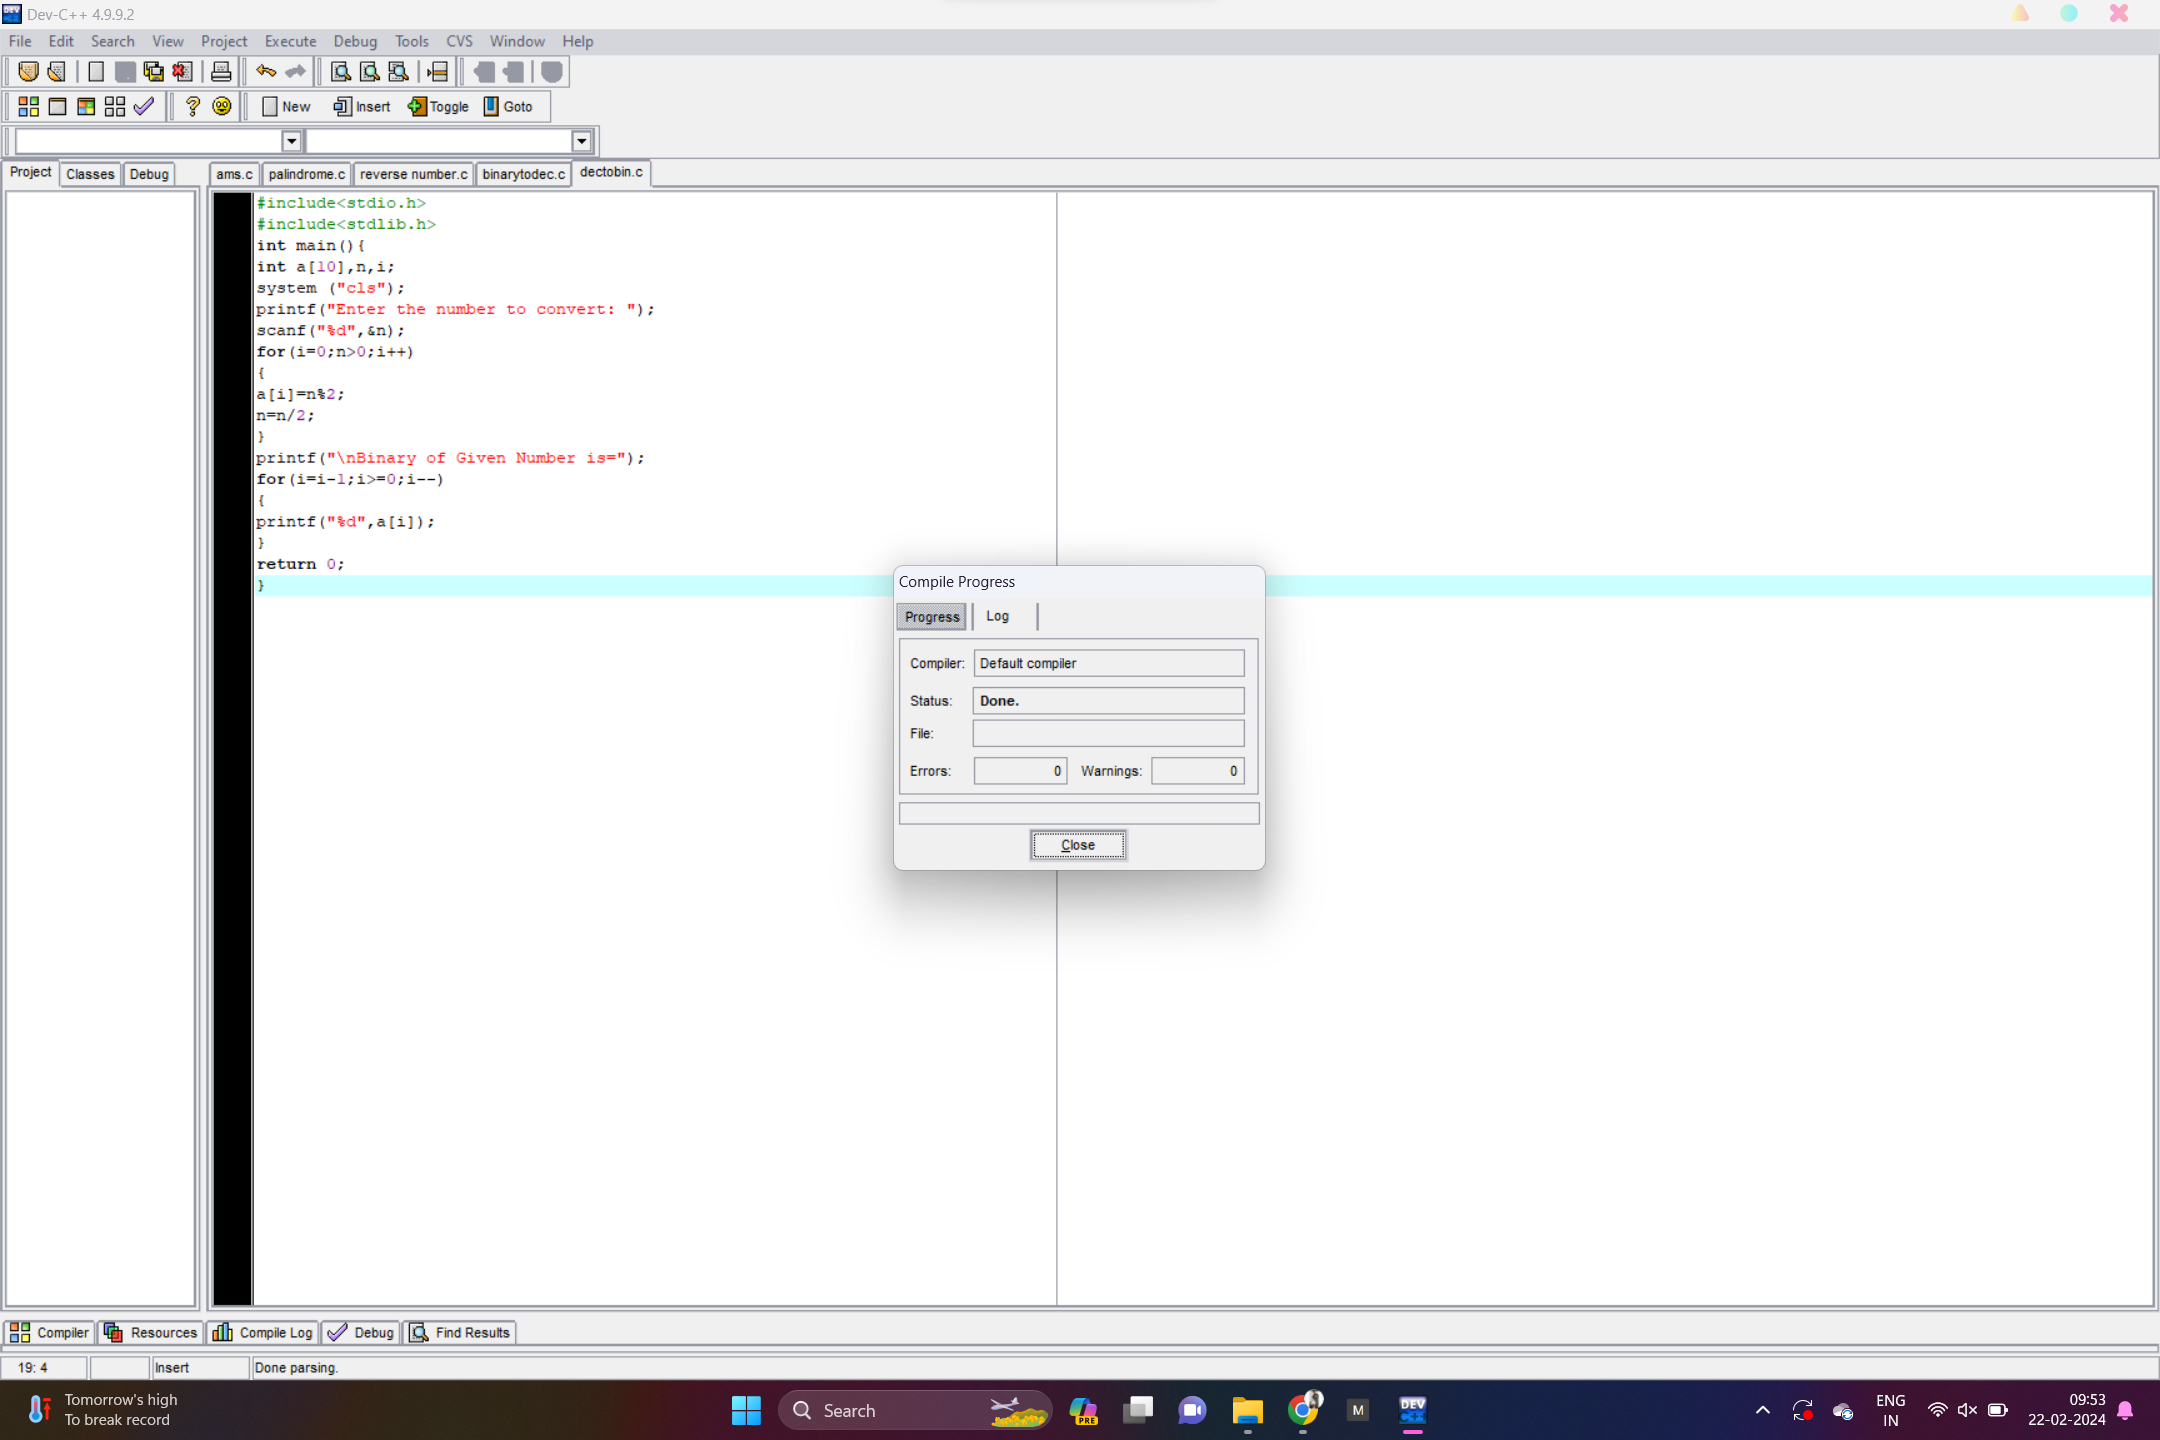 Dev-C++ 4.9.9.2
File Edit Search View Project Execute Debug Tools CVS Window Help
New Insert Toggle Goto
Project Classes Debug
ams.c palindrome.c reverse number.c binarytodec.c dectobin.c
#include<stdio.h>
#include<stdlib.h>
int main(){
int a[10],n,i;
system ("cls");
printf("Enter the number to convert: ");
scanf("%d",&n);
for(i=0;n>0;i++)
{
a[i]=n%2;
n=n/2;
}
printf("\nBinary of Given Number is=");
for(i=i-1;i>=0;i--)
{
printf("%d",a[i]);
}
return 0;
}
Compile Progress
Progress Log
Compiler: Default compiler
Status: Done.
File:
Errors: 0 Warnings: 0
Close
Compiler Resources Compile Log Debug Find Results
19: 4 Insert Done parsing.
Tomorrow's high
To break record
Search
PRE
M
DEV
C++
ENG
IN
09:53
22-02-2024